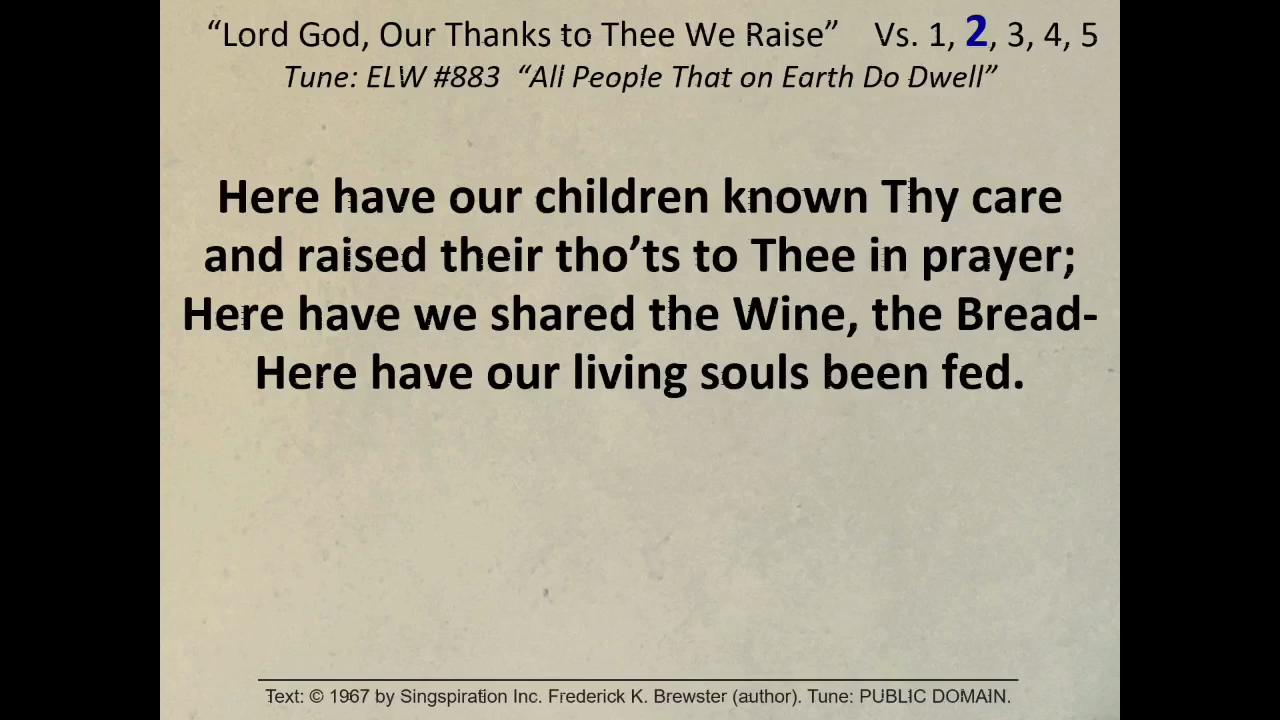 “Lord God, Our Thanks to Thee We Raise” Vs. 1, 2, 3, 4, 5
Tune: ELW #883 “All People That on Earth Do Dwell”
Here have our children known Thy care
and raised their tho’ts to Thee in prayer;
Here have we shared the Wine, the Bread-
Here have our living souls been fed.
Text: © 1967 by Singspiration Inc. Frederick K. Brewster (author). Tune: PUBLIC DOMAIN.